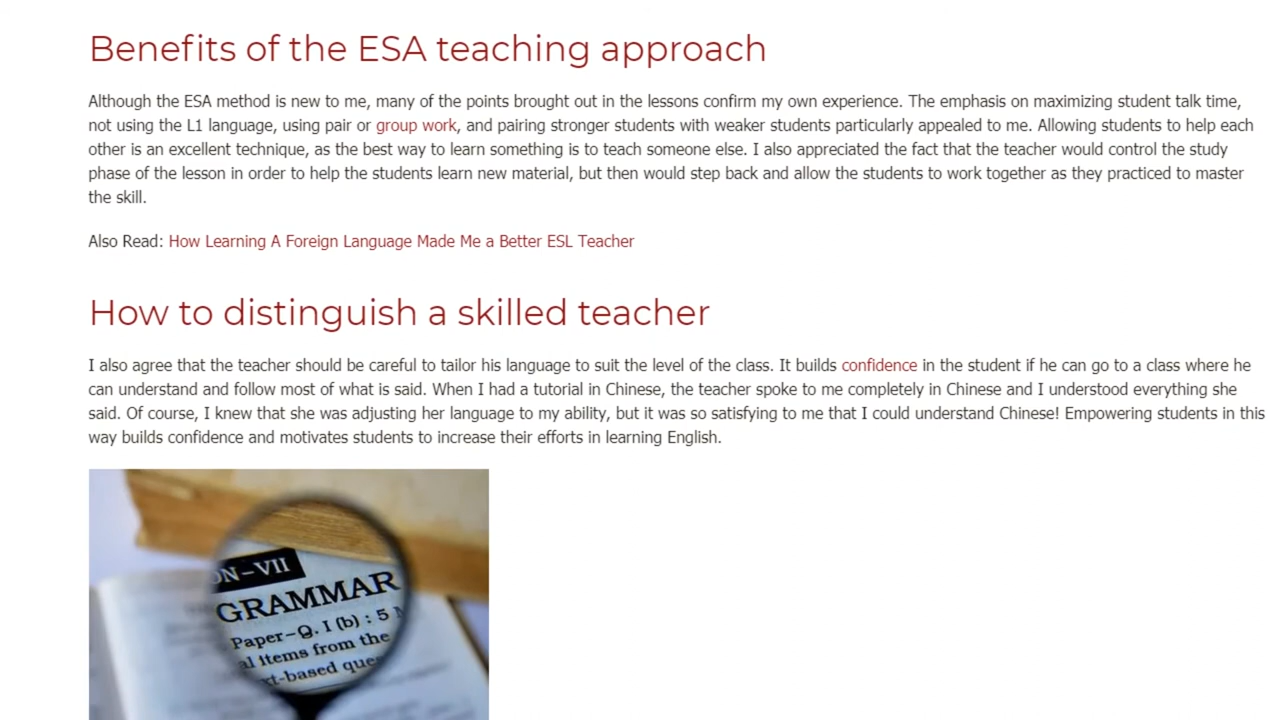 Benefits of the ESA teaching approach
Although the ESA method is new to me, many of the points brought out in the lessons confirm my own experience. The emphasis on maximizing student talk time,
not using the L1 language, using pair or group work, and pairing stronger students with weaker students particularly appealed to me. Allowing students to help each
other is an excellent technique, as the best way to learn something is to teach someone else. I also appreciated the fact that the teacher would control the study
phase of the lesson in order to help the students learn new material, but then would step back and allow the students to work together as they practiced to master
the skill.
Also Read: How Learning A Foreign Language Made Me a Better ESL Teacher
How to distinguish a skilled teacher
I also agree that the teacher should be careful to tailor his language to suit the level of the class. It builds confidence in the student if he can go to a class where he
can understand and follow most of what is said. When I had a tutorial in Chinese, the teacher spoke to me completely in Chinese and I understood everything she
said. Of course, I knew that she was adjusting her language to my ability, but it was so satisfying to me that I could understand Chinese! Empowering students in this
way builds confidence and motivates students to increase their efforts in learning English.
ON-VII
GRAMMAR
Paper-Q. I (b) : 5
al items from the
xt-based que